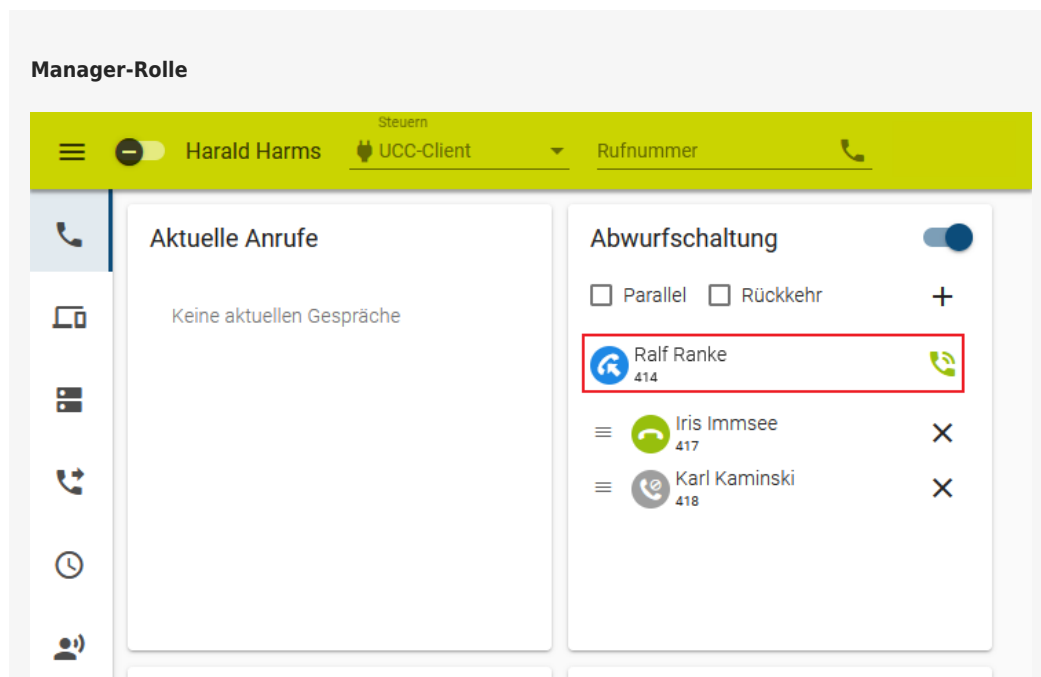 Manager-Rolle
Steuern
Harald Harms
UCC-Client
Rufnummer
Aktuelle Anrufe
Keine aktuellen Gespräche
Abwurfschaltung
Parallel
Rückkehr
Ralf Ranke
414
Iris Immsee
417
Karl Kaminski
418